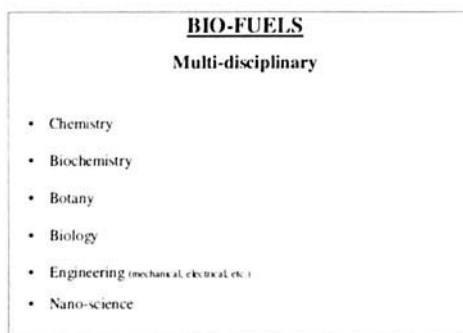 BIO-FUELS
Multi-disciplinary
• Chemistry
• Biochemistry
• Botany
• Biology
• Engineering (mechanical, electrical, etc.)
• Nano-science